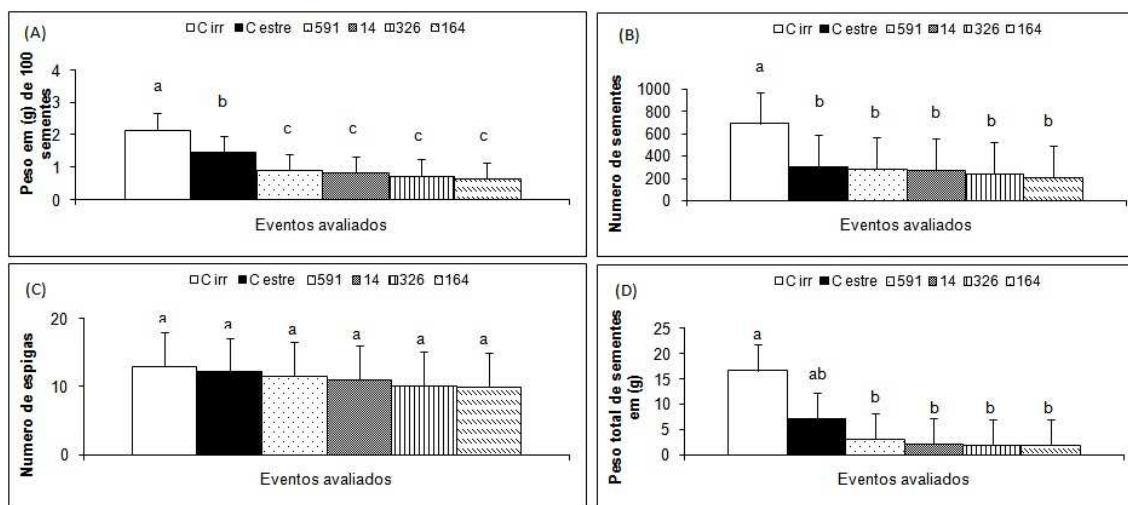 (A)
C irr C estre 591 14 326 164
Peso em (g) de 100
sementes
4
3
2
1
0
a b c c c c
Eventos avaliados
(B)
C irr C estre 591 14 326 164
Numero de sementes
1000
800
600
400
200
0
a b b b b b
Eventos avaliados
(C)
C irr C estre 591 14 326 164
Numero de espigas
20
10
0
a a a a a a
Eventos avaliados
(D)
C irr C estre 591 14 326 164
Peso total de sementes
em (g)
25
20
15
10
5
0
a ab b b b b
Eventos avaliados